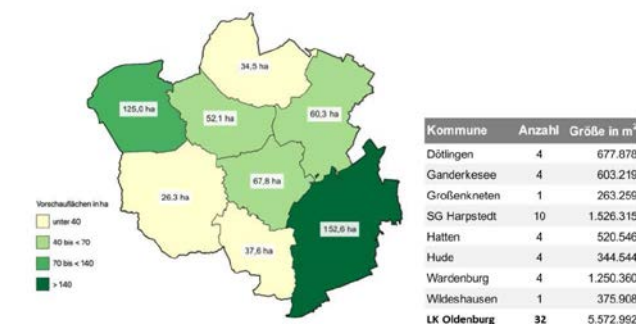 34,5 ha
125,0 ha
52,1 ha
60,3 ha
26,3 ha
67,8 ha
152,6 ha
37,6 ha
Vorschauflächen in ha
unter 40
40 bis < 70
70 bis < 140
> 140
Kommune Anzahl Größe in m²
Dötlingen 4 677.878
Ganderkesee 4 603.219
Großenkneten 1 263.259
SG Harpstedt 10 1.526.315
Hatten 4 520.546
Hude 4 344.544
Wardenburg 4 1.250.360
Wildeshausen 1 375.908
LK Oldenburg 32 5.572.992